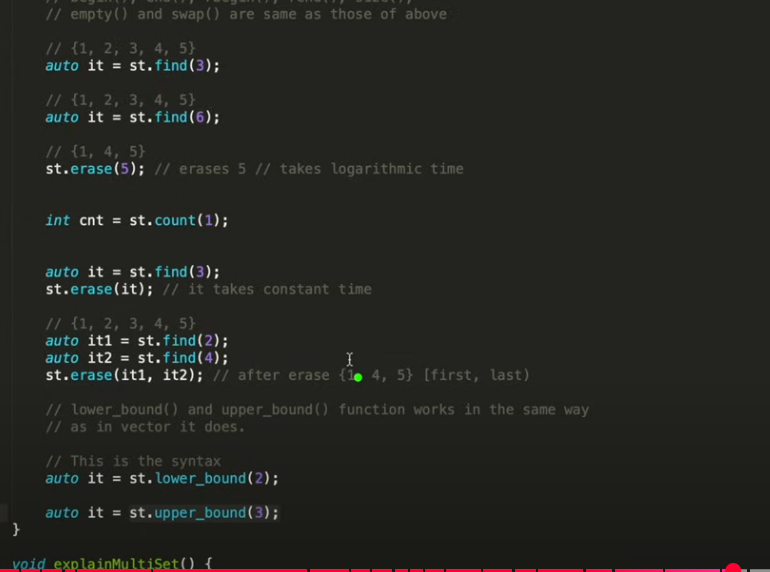 // empty() and swap() are same as those of above
// {1, 2, 3, 4, 5}
auto it = st.find(3);
// {1, 2, 3, 4, 5}
auto it = st.find(6);
// {1, 4, 5}
st.erase(5); // erases 5 // takes logarithmic time
int cnt = st.count(1);
auto it = st.find(3);
st.erase(it); // it takes constant time
// {1, 2, 3, 4, 5}
auto it1 = st.find(2);
auto it2 = st.find(4);
st.erase(it1, it2); // after erase {1, 4, 5} [first, last)
// lower_bound() and upper_bound() function works in the same way
// as in vector it does.
// This is the syntax
auto it = st.lower_bound(2);
auto it = st.upper_bound(3);
}
void explainMultiSet() {